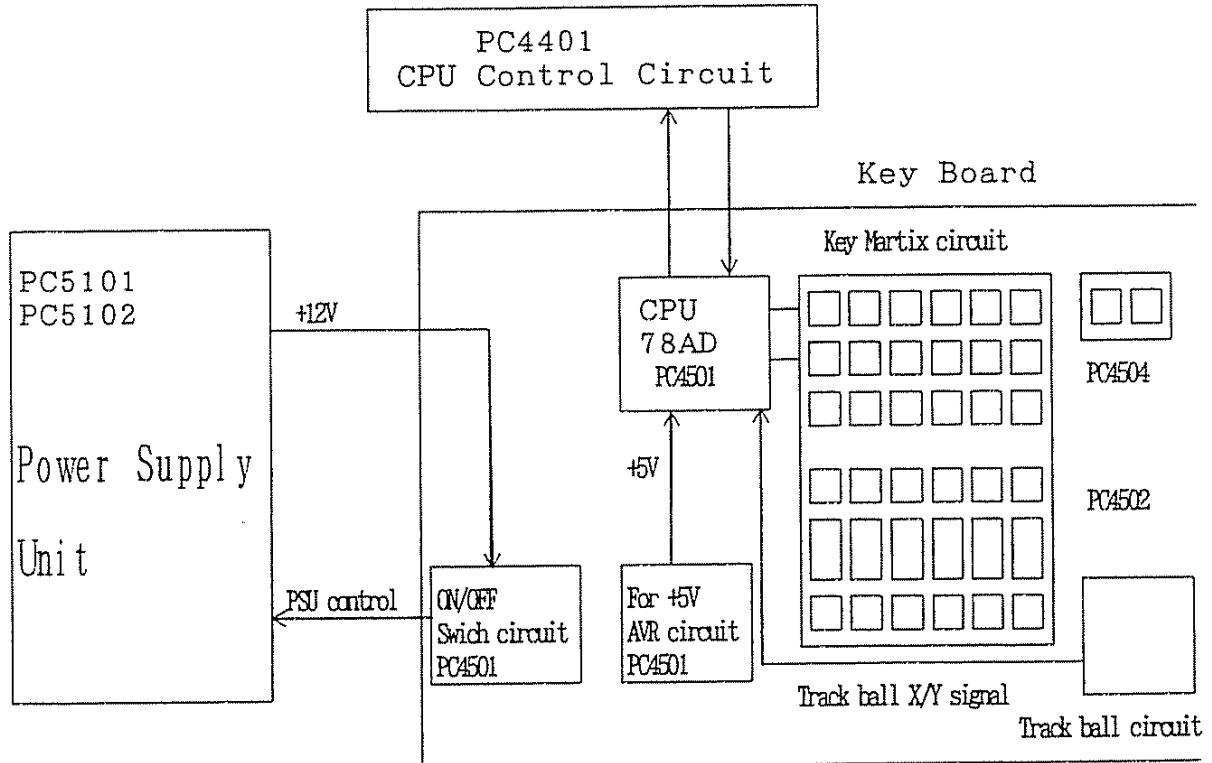 PC4401
CPU Control Circuit
Key Board
Key Martix circuit
PC5101
PC5102
+12V
CPU
78AD
PC4501
PC4504
Power Supply
Unit
+5V
PC4502
PSU control
ON/OFF
Swich circuit
PC4501
For +5V
AVR circuit
PC4501
Track ball X/Y signal
Track ball circuit